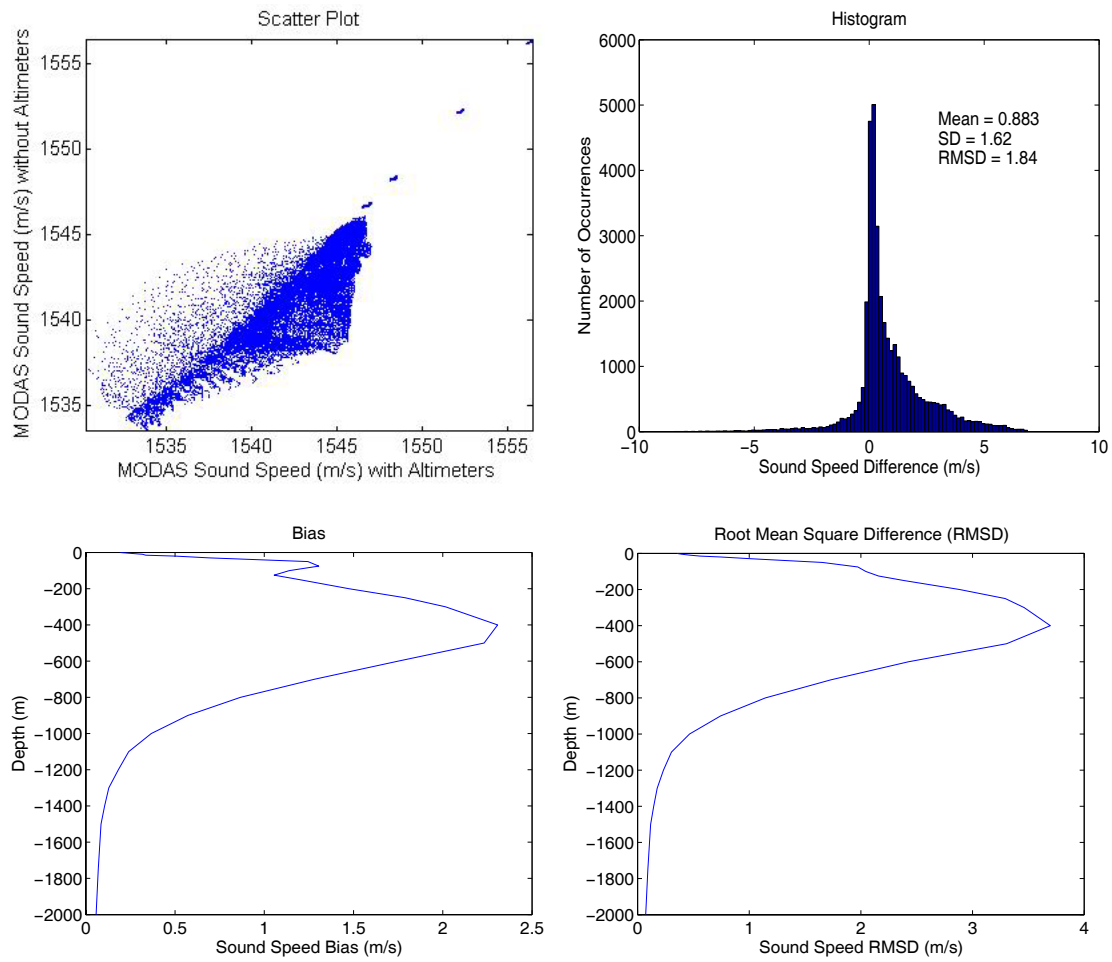 Scatter Plot
MODAS Sound Speed (m/s) without Altimeters
1555
1550
1545
1540
1535
1535 1540 1545 1550 1555
MODAS Sound Speed (m/s) with Altimeters
Histogram
Number of Occurrences
6000
5000
4000
3000
2000
1000
0
Mean = 0.883
SD = 1.62
RMSD = 1.84
−10 −5 0 5 10
Sound Speed Difference (m/s)
Bias
Depth (m)
0
−200
−400
−600
−800
−1000
−1200
−1400
−1600
−1800
−2000
0 0.5 1 1.5 2 2.5
Sound Speed Bias (m/s)
Root Mean Square Difference (RMSD)
Depth (m)
0
−200
−400
−600
−800
−1000
−1200
−1400
−1600
−1800
−2000
0 1 2 3 4
Sound Speed RMSD (m/s)